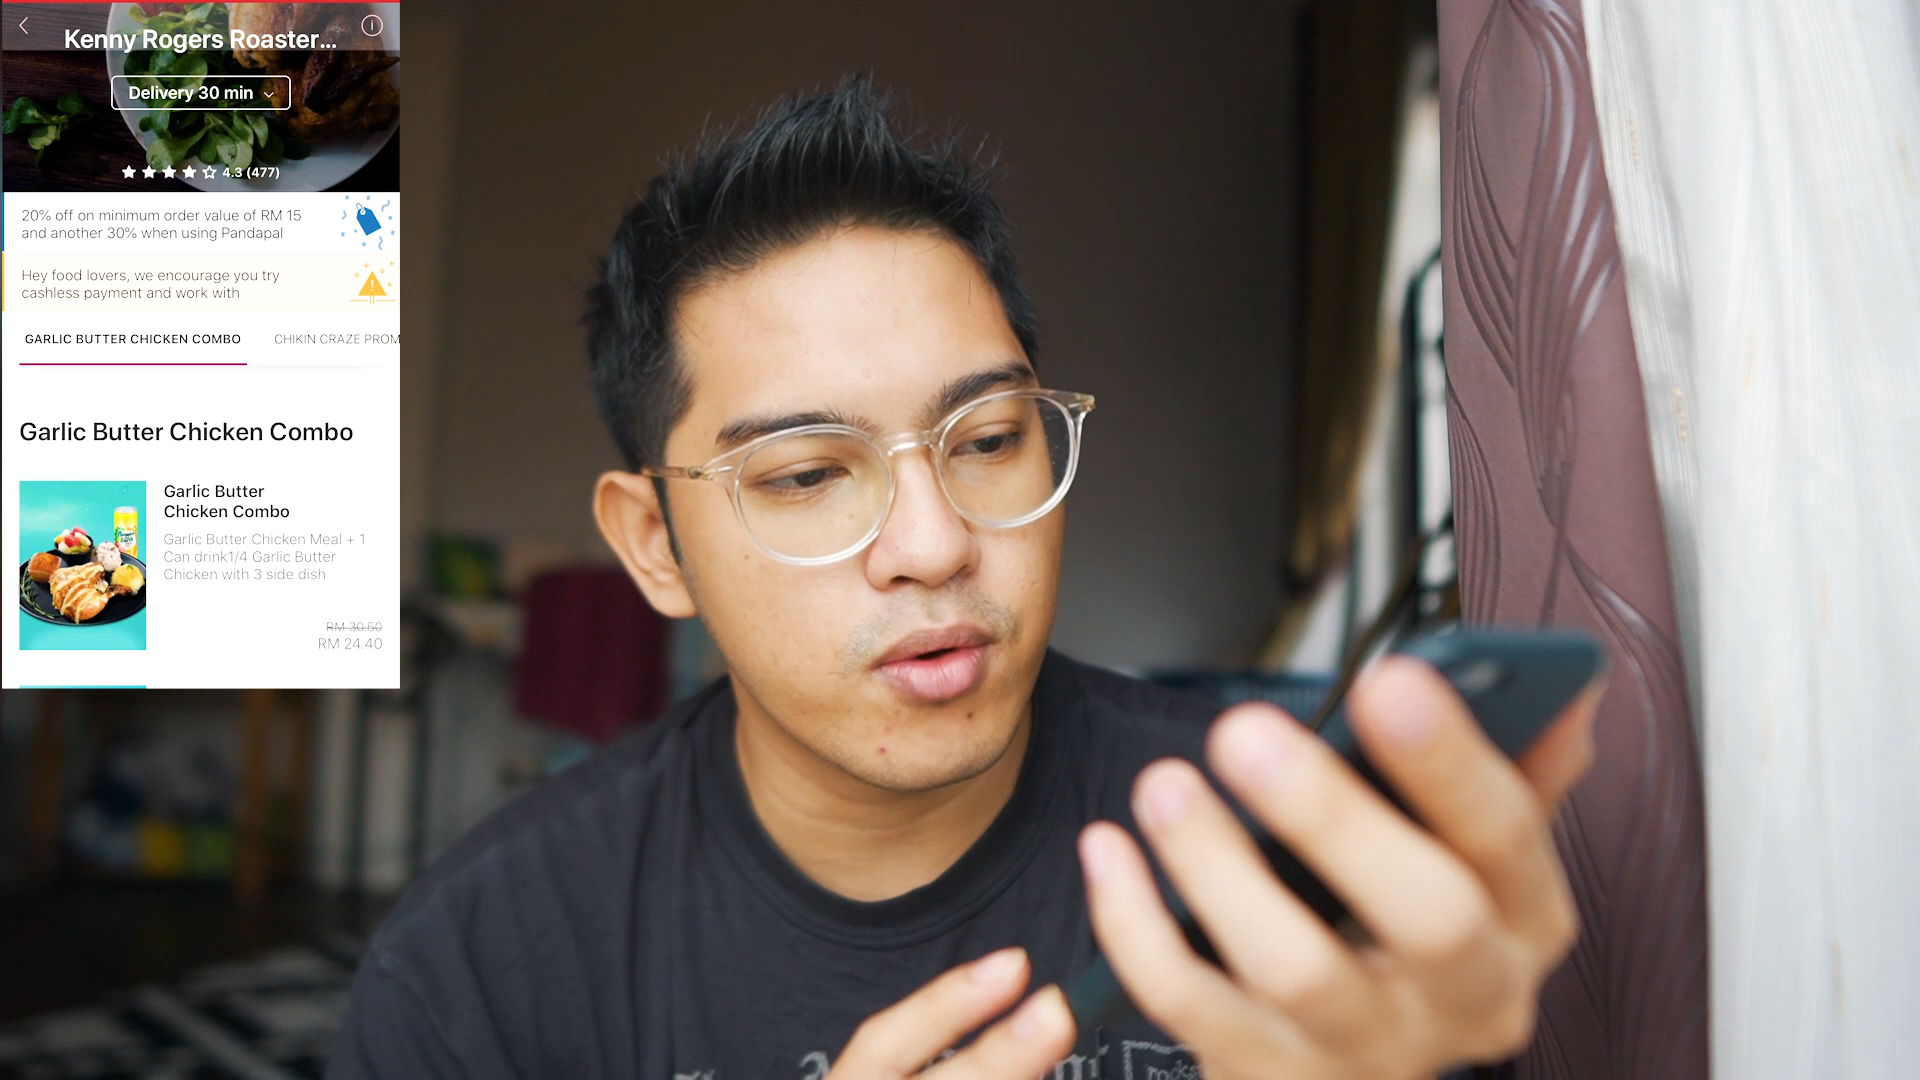 Kenny Rogers Roaster...
Delivery 30 min
4.3 (477)
20% off on minimum order value of RM 15
and another 30% when using Pandapal
Hey food lovers, we encourage you try
cashless payment and work with
GARLIC BUTTER CHICKEN COMBO
CHIKIN CRAZE PROM
Garlic Butter Chicken Combo
Garlic Butter
Chicken Combo
Garlic Butter Chicken Meal + 1
Can drink1/4 Garlic Butter
Chicken with 3 side dish
RM 30.50
RM 24.40